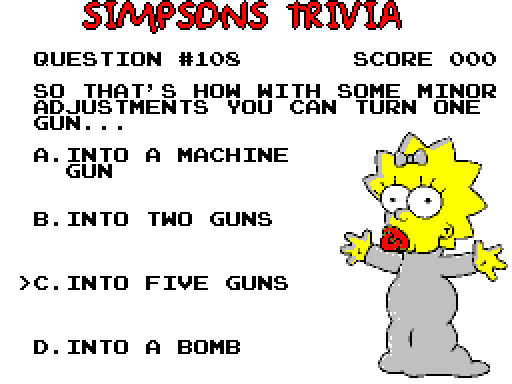 SIMPSONS TRIVIA
QUESTION #108 SCORE 000
SO THAT'S HOW WITH SOME MINOR
ADJUSTMENTS YOU CAN TURN ONE
GUN...
A. INTO A MACHINE
GUN
B. INTO TWO GUNS
>C. INTO FIVE GUNS
D. INTO A BOMB